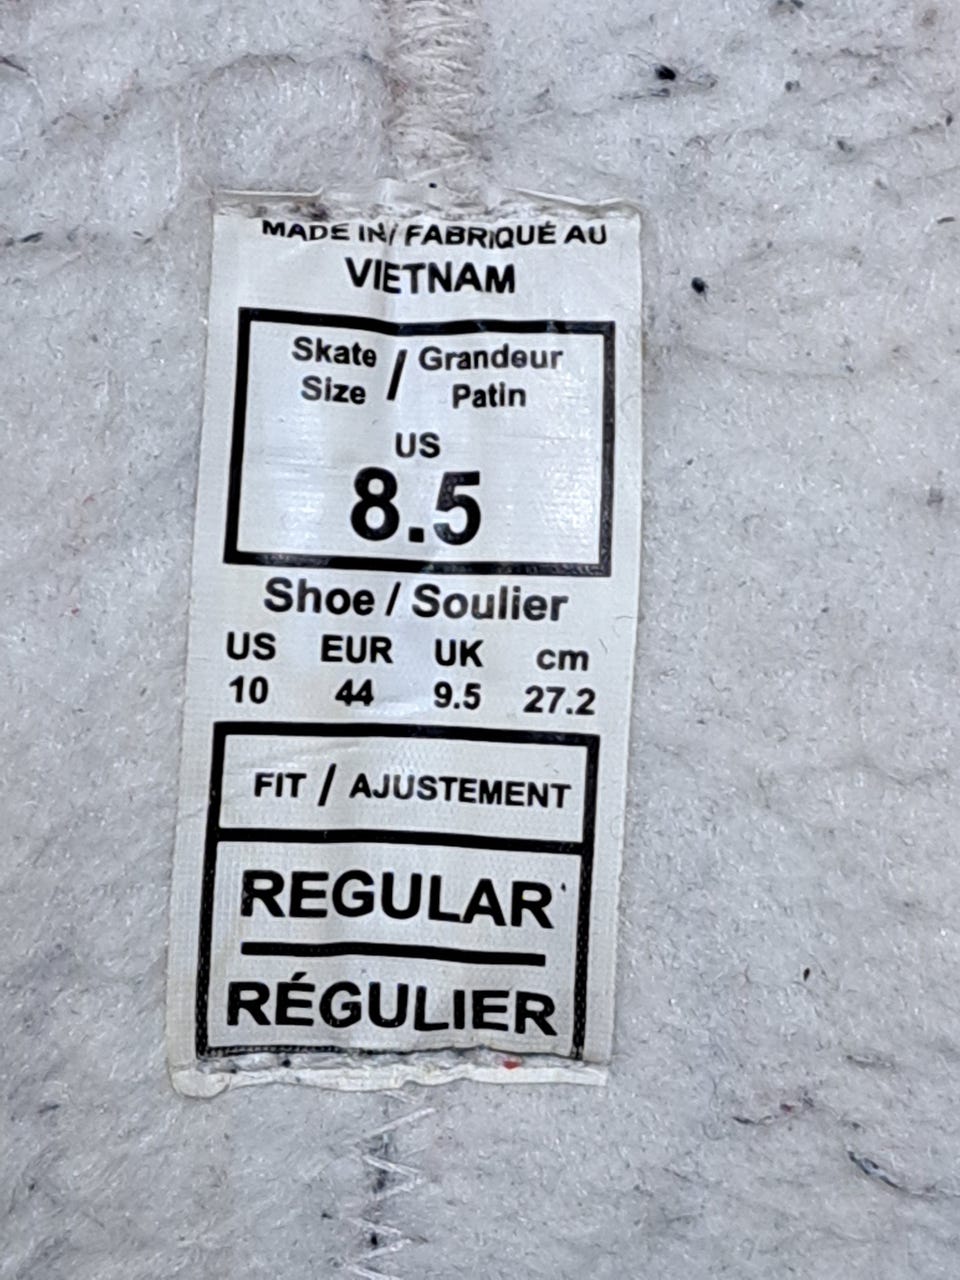 MADE IN/ FABRIQUÉ AU
VIETNAM
Skate / Grandeur
Size Patin
US
8.5
Shoe / Soulier
US EUR UK cm
10 44 9.5 27.2
FIT / AJUSTEMENT
REGULAR
RÉGULIER